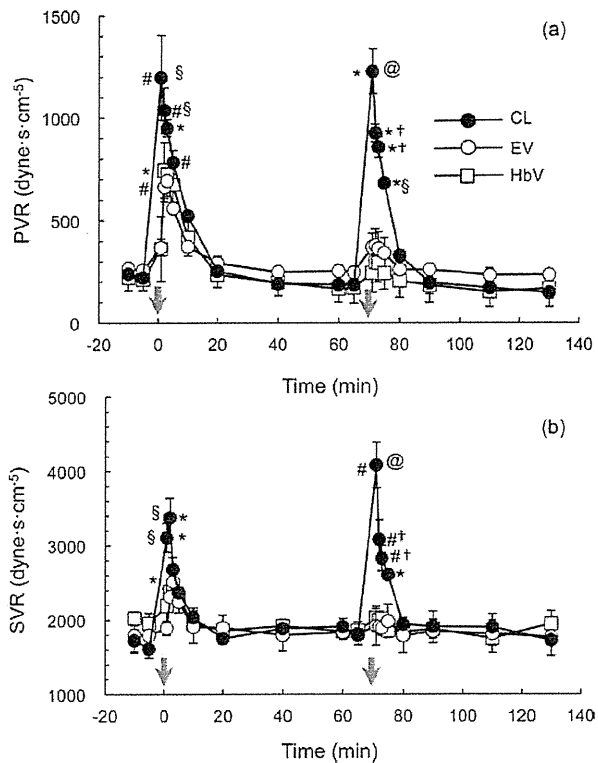 (a)
1500
1000
500
0
PVR (dyne·s·cm⁻⁵)
# §
#§
*
#
*
#
* @
*†
*†
*§
CL
EV
HbV
-20 0 20 40 60 80 100 120 140
Time (min)
(b)
5000
4000
3000
2000
1000
SVR (dyne·s·cm⁻⁵)
§ *
§ *
*
# @
#†
#†
*
-20 0 20 40 60 80 100 120 140
Time (min)